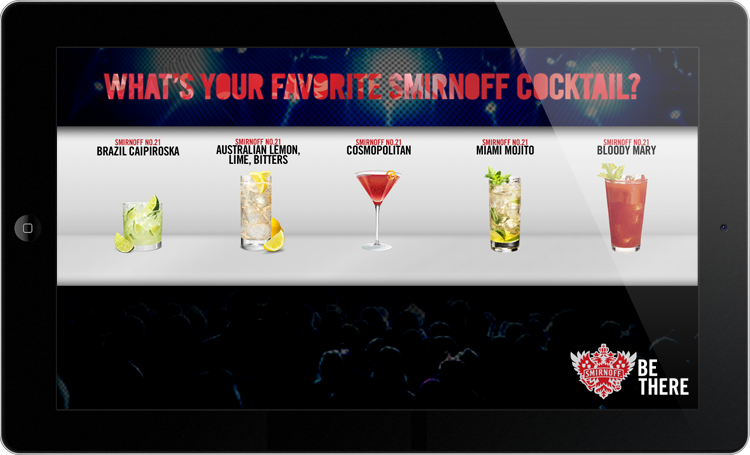 WHAT'S YOUR FAVORITE SMIRNOFF COCKTAIL?
SMIRNOFF NO.21
BRAZIL CAIPIROSKA
SMIRNOFF NO.21
AUSTRALIAN LEMON,
LIME, BITTERS
SMIRNOFF NO.21
COSMOPOLITAN
SMIRNOFF NO.21
MIAMI MOJITO
SMIRNOFF NO.21
BLOODY MARY
SMIRNOFF
BE
THERE